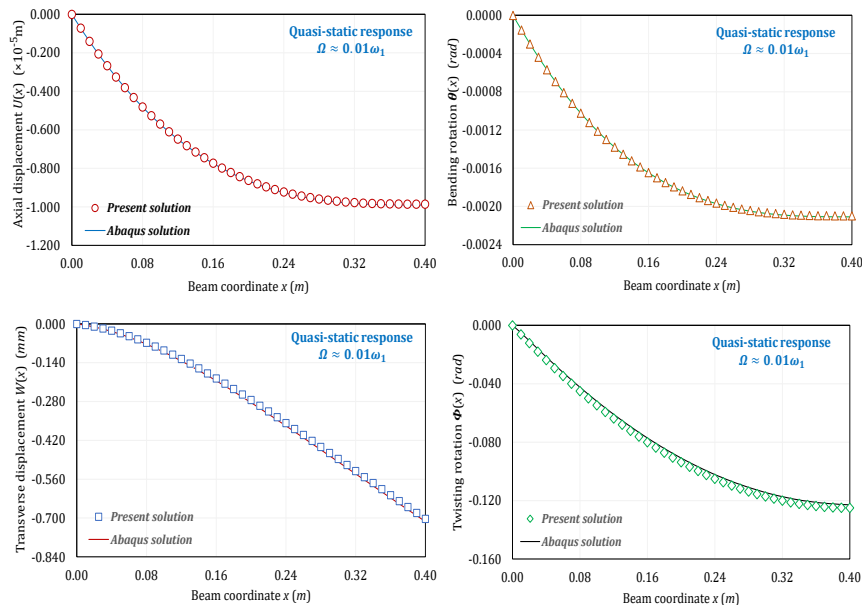 0.000
-0.200
-0.400
-0.600
-0.800
-1.000
-1.200
Axial displacement U(x) (×10⁻⁵m)
Quasi-static response
Ω ≈ 0.01ω₁
Present solution
Abaqus solution
0.00 0.08 0.16 0.24 0.32 0.40
Beam coordinate x (m)
0.0000
-0.0006
-0.0012
-0.0018
-0.0024
Bending rotation θ(x) (rad)
Quasi-static response
Ω ≈ 0.01ω₁
Present solution
Abaqus solution
0.00 0.08 0.16 0.24 0.32 0.40
Beam coordinate x (m)
0.000
-0.140
-0.280
-0.420
-0.560
-0.700
-0.840
Transverse displacement W(x) (mm)
Quasi-static response
Ω ≈ 0.01ω₁
Present solution
Abaqus solution
0.00 0.08 0.16 0.24 0.32 0.40
Beam coordinate x (m)
0.000
-0.040
-0.080
-0.120
-0.160
Twisting rotation Φ(x) (rad)
Quasi-static response
Ω ≈ 0.01ω₁
Present solution
Abaqus solution
0.00 0.08 0.16 0.24 0.32 0.40
Beam coordinate x (m)